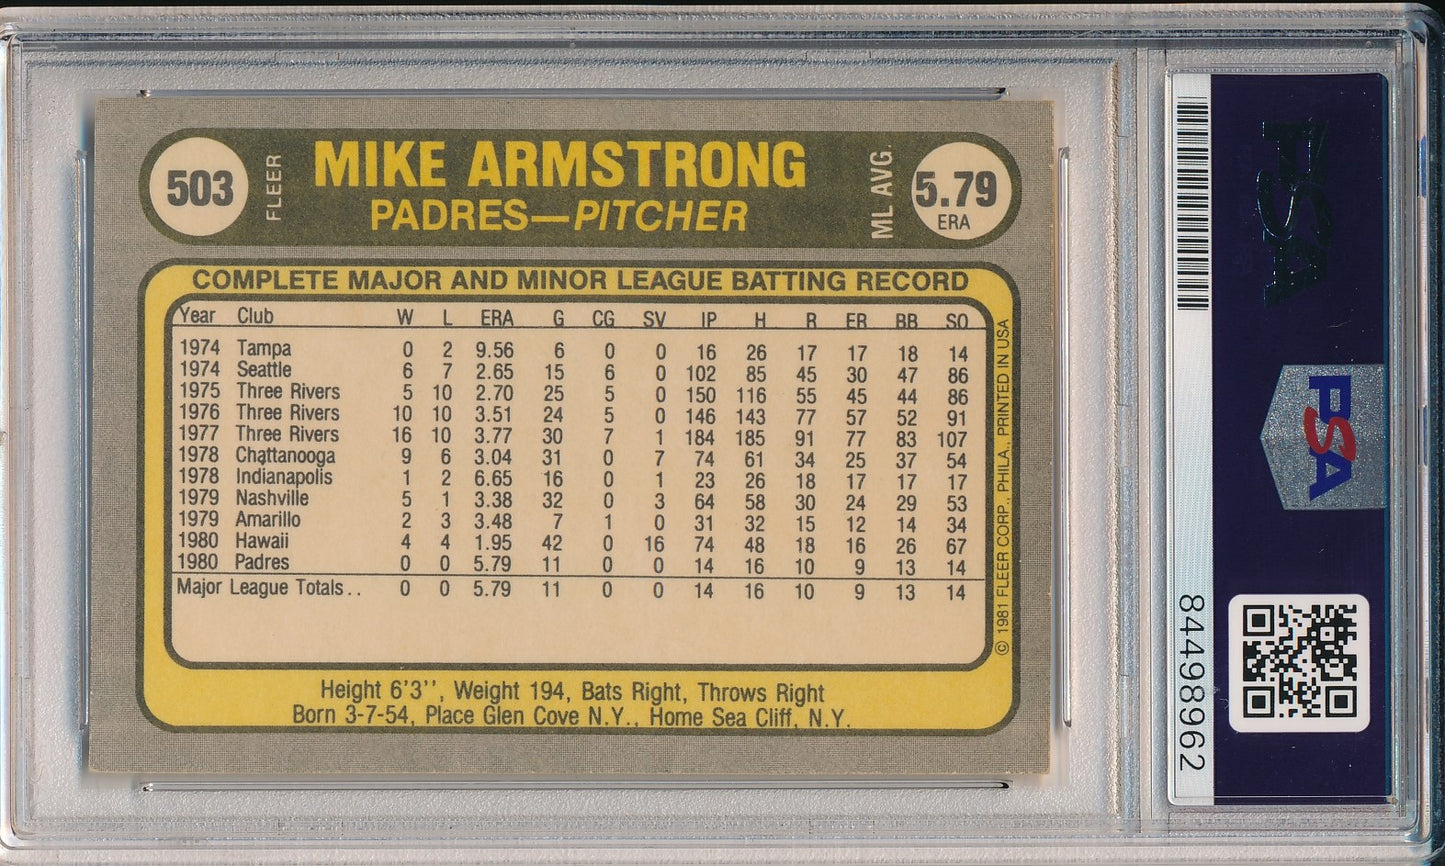 503
FLEER
MIKE ARMSTRONG
PADRES—PITCHER
ML AVG.
5.79
ERA
COMPLETE MAJOR AND MINOR LEAGUE BATTING RECORD
Year Club W L ERA G CG SV IP H R ER BB SO
1974 Tampa 0 2 9.56 6 0 0 16 26 17 17 18 14
1974 Seattle 6 7 2.65 15 6 0 102 85 45 30 47 86
1975 Three Rivers 5 10 2.70 25 5 0 150 116 55 45 44 86
1976 Three Rivers 10 10 3.51 24 5 0 146 143 77 57 52 91
1977 Three Rivers 16 10 3.77 30 7 1 184 185 91 77 83 107
1978 Chattanooga 9 6 3.04 31 0 7 74 61 34 25 37 54
1978 Indianapolis 1 2 6.65 16 0 1 23 26 18 17 17 17
1979 Nashville 5 1 3.38 32 0 3 64 58 30 24 29 53
1979 Amarillo 2 3 3.48 7 1 0 31 32 15 12 14 34
1980 Hawaii 4 4 1.95 42 0 16 74 48 18 16 26 67
1980 Padres 0 0 5.79 11 0 0 14 16 10 9 13 14
Major League Totals.. 0 0 5.79 11 0 0 14 16 10 9 13 14
Height 6'3'', Weight 194, Bats Right, Throws Right
Born 3-7-54, Place Glen Cove N.Y., Home Sea Cliff, N.Y.
© 1981 FLEER CORP., PHILA., PRINTED IN USA
PSA
PSA
84498962